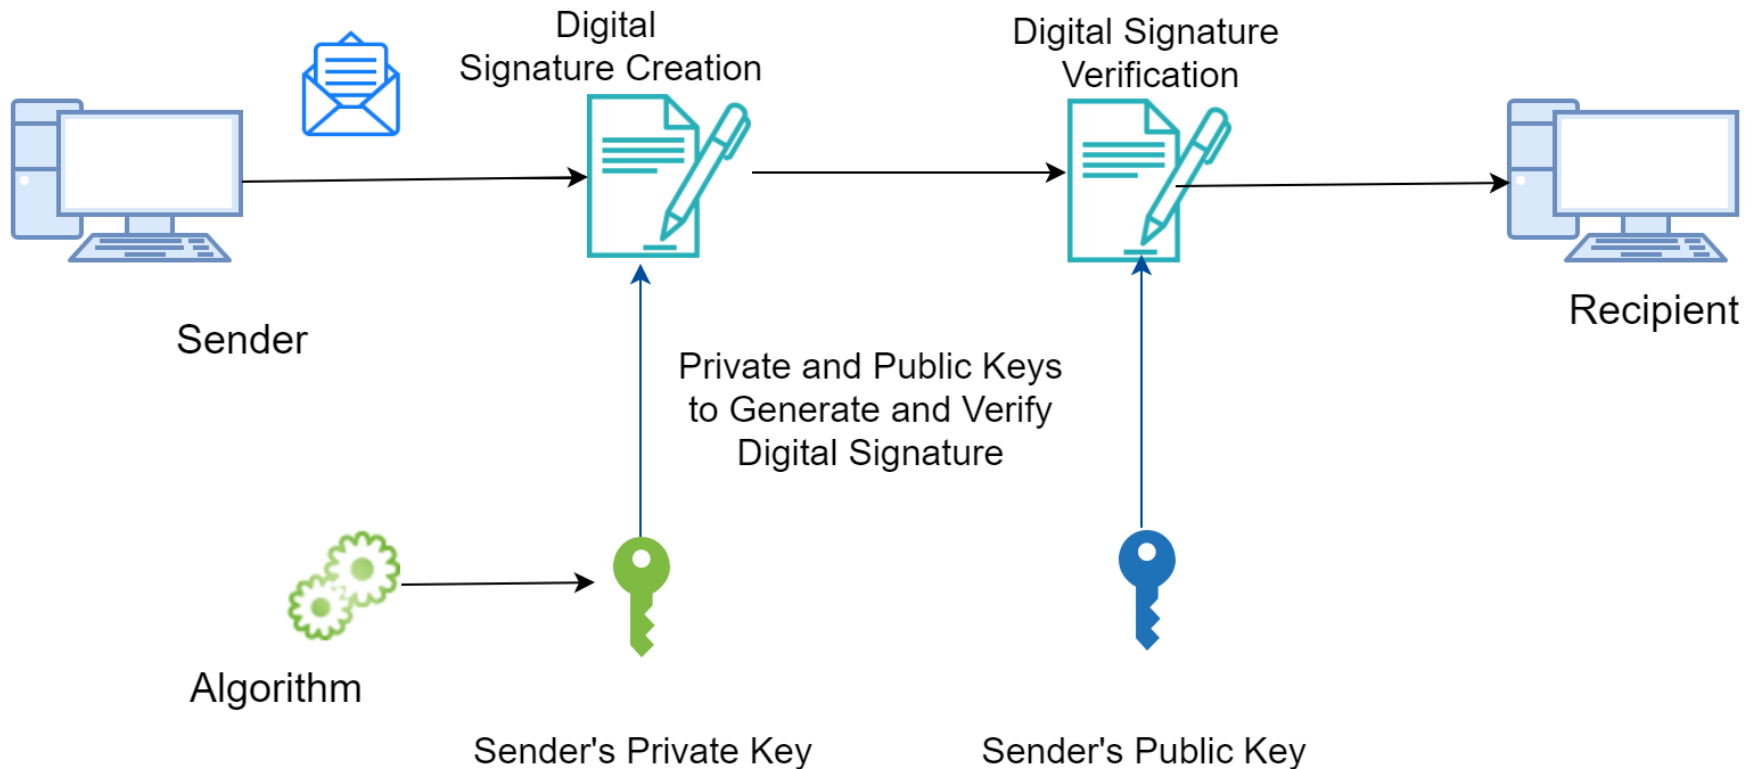 Digital
Signature Creation
Digital Signature
Verification
Sender
Recipient
Private and Public Keys
to Generate and Verify
Digital Signature
Algorithm
Sender's Private Key
Sender's Public Key